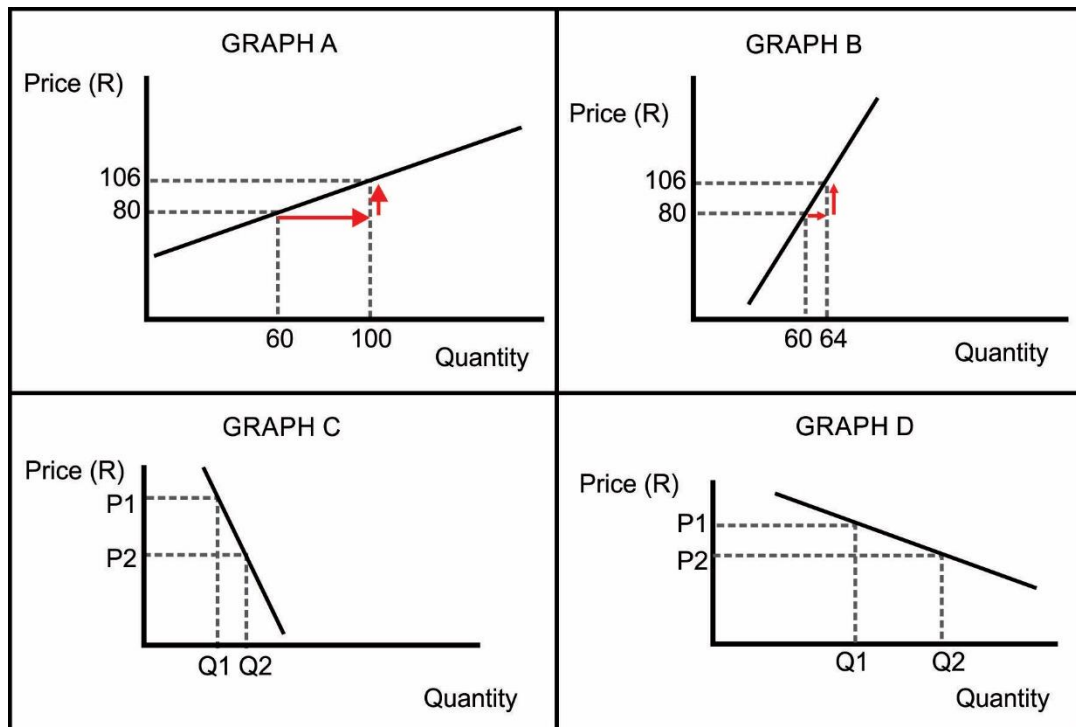 GRAPH A
Price (R)
106
80
60 100
Quantity
GRAPH B
Price (R)
106
80
60 64
Quantity
GRAPH C
Price (R)
P1
P2
Q1 Q2
Quantity
GRAPH D
Price (R)
P1
P2
Q1 Q2
Quantity